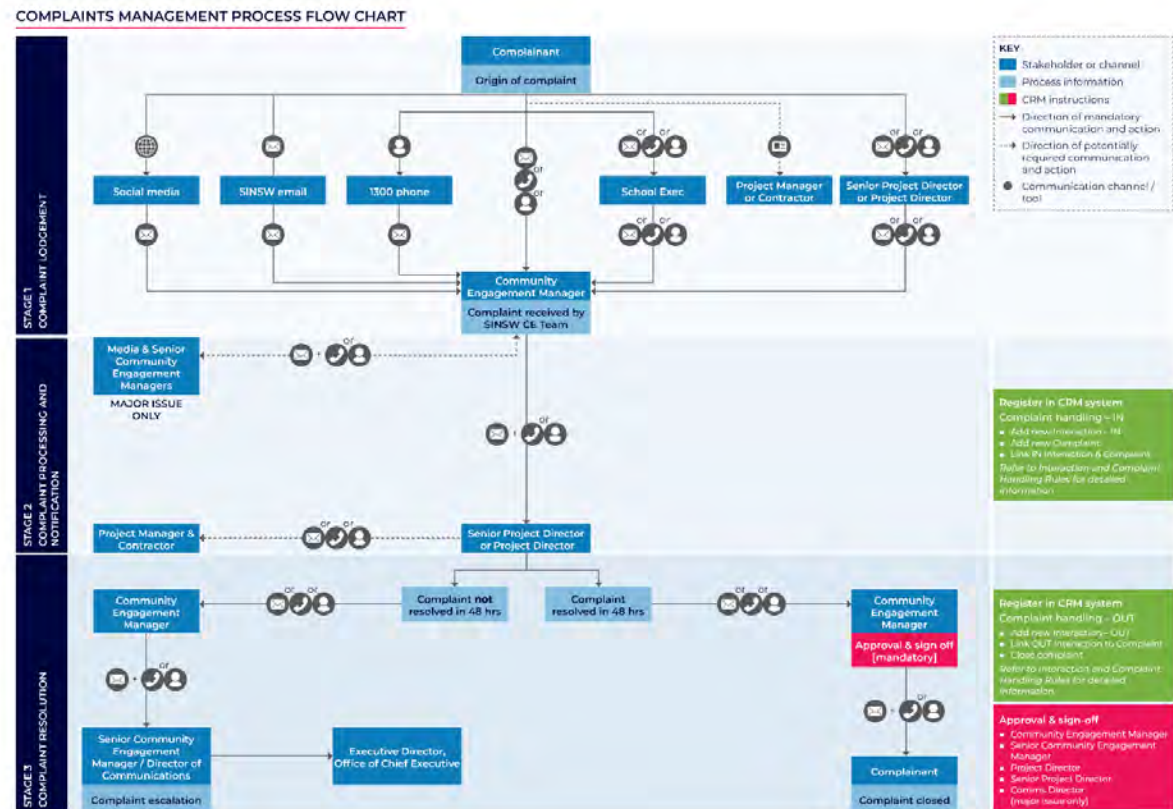 COMPLAINTS MANAGEMENT PROCESS FLOW CHART
STAGE 1
COMPLAINT LODGEMENT
Complainant
Origin of complaint
or
or
or
or
or
or
Social media
SINSW email
1300 phone
School Exec
Project Manager
or Contractor
Senior Project Director
or Project Director
or
or
or
or
Community
Engagement Manager
Complaint received by
SINSW CE Team
KEY
Stakeholder or channel
Process information
CRM instructions
Direction of mandatory
communication and action
Direction of potentially
required communication
and action
Communication channel /
tool
STAGE 2
COMPLAINT PROCESSING AND
NOTIFICATION
Media & Senior
Community
Engagement
Managers
MAJOR ISSUE
ONLY
+
or
+
or
Project Manager &
Contractor
or
or
Senior Project Director
or Project Director
Register in CRM system
Complaint handling – IN
Add new Interaction – IN
Add new Complaint
Link IN Interaction & Complaint
Refer to Interaction and Complaint
Handling Rules for detailed
information
STAGE 3
COMPLAINT RESOLUTION
Community
Engagement
Manager
or
or
Complaint not
resolved in 48 hrs
Complaint
resolved in 48 hrs
or
or
Community
Engagement
Manager
Approval & sign off
[mandatory]
+
or
or
+
or
Senior Community
Engagement
Manager / Director of
Communications
Complaint escalation
Executive Director,
Office of Chief Executive
Complainant
Complaint closed
Register in CRM system
Complaint handling – OUT
Add new Interaction – OUT
Link OUT Interaction to Complaint
Close complaint
Refer to Interaction and Complaint
Handling Rules for detailed
information
Approval & sign-off
Community Engagement Manager
Senior Community Engagement
Manager
Project Director
Senior Project Director
Comms Director
(major issue only)